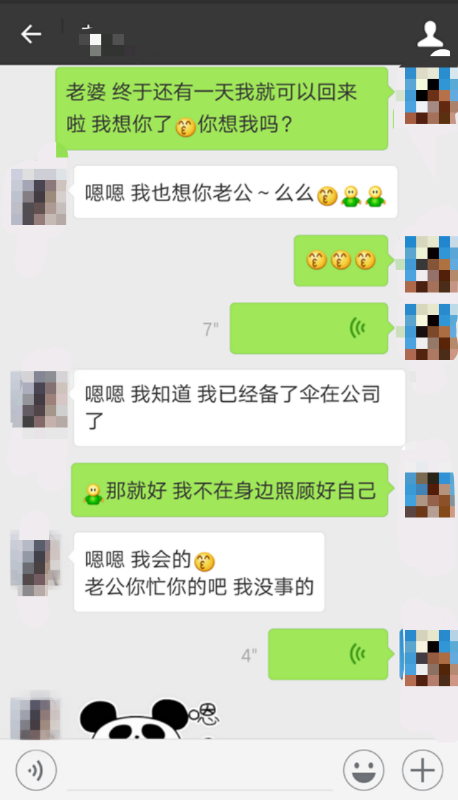 老婆 终于还有一天我就可以回来
啦 我想你了 你想我吗？
嗯嗯 我也想你老公～么么
7"
嗯嗯 我知道 我已经备了伞在公司
了
那就好 我不在身边照顾好自己
嗯嗯 我会的
老公你忙你的吧 我没事的
4"
嗯